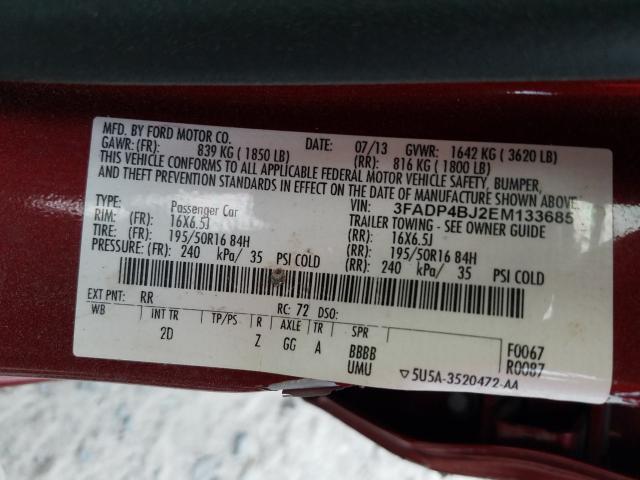 MFD. BY FORD MOTOR CO. DATE: 07/13 GVWR: 1642 KG ( 3620 LB)
GAWR: (FR): 839 KG ( 1850 LB) (RR): 816 KG ( 1800 LB)
THIS VEHICLE CONFORMS TO ALL APPLICABLE FEDERAL MOTOR VEHICLE SAFETY, BUMPER,
AND THEFT PREVENTION STANDARDS IN EFFECT ON THE DATE OF MANUFACTURE SHOWN ABOVE.
VIN: 3FADP4BJ2EM133685
TYPE: Passenger Car TRAILER TOWING - SEE OWNER GUIDE
RIM: (FR): 16X6.5J (RR): 16X6.5J
TIRE: (FR): 195/50R16 84H (RR): 195/50R16 84H
PRESSURE: (FR) 240 kPa/ 35 PSI COLD (RR): 240 kPa/ 35 PSI COLD
EXT PNT: RR RC: 72 DSO:
WB INT TR TP/PS R AXLE TR SPR
2D Z GG A BBBB F0067
UMU ▽5U5A-3520472-AA R0087